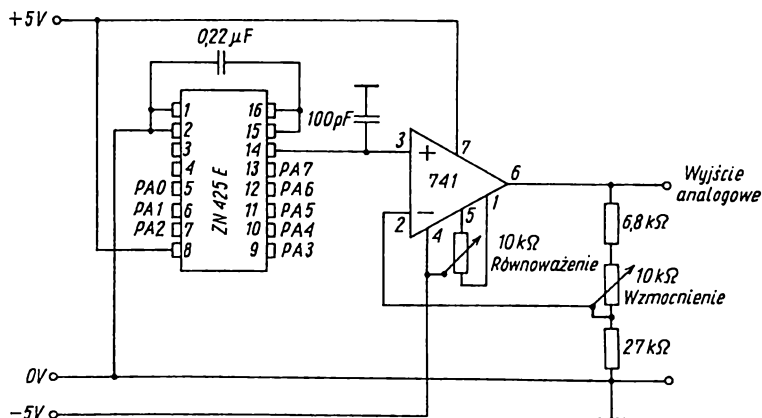 +5V
0,22 µF
1 16
2 15
3 14
4 13 PA7
PA0 5 12 PA6
PA1 6 11 PA5
PA2 7 10 PA4
8 9 PA3
ZN 425 E
100pF
3 + 7
741
6
2 − 4 5 1
Wyjście
analogowe
6,8 kΩ
10 kΩ
Równoważenie
10 kΩ
Wzmocnienie
27 kΩ
0V
−5V